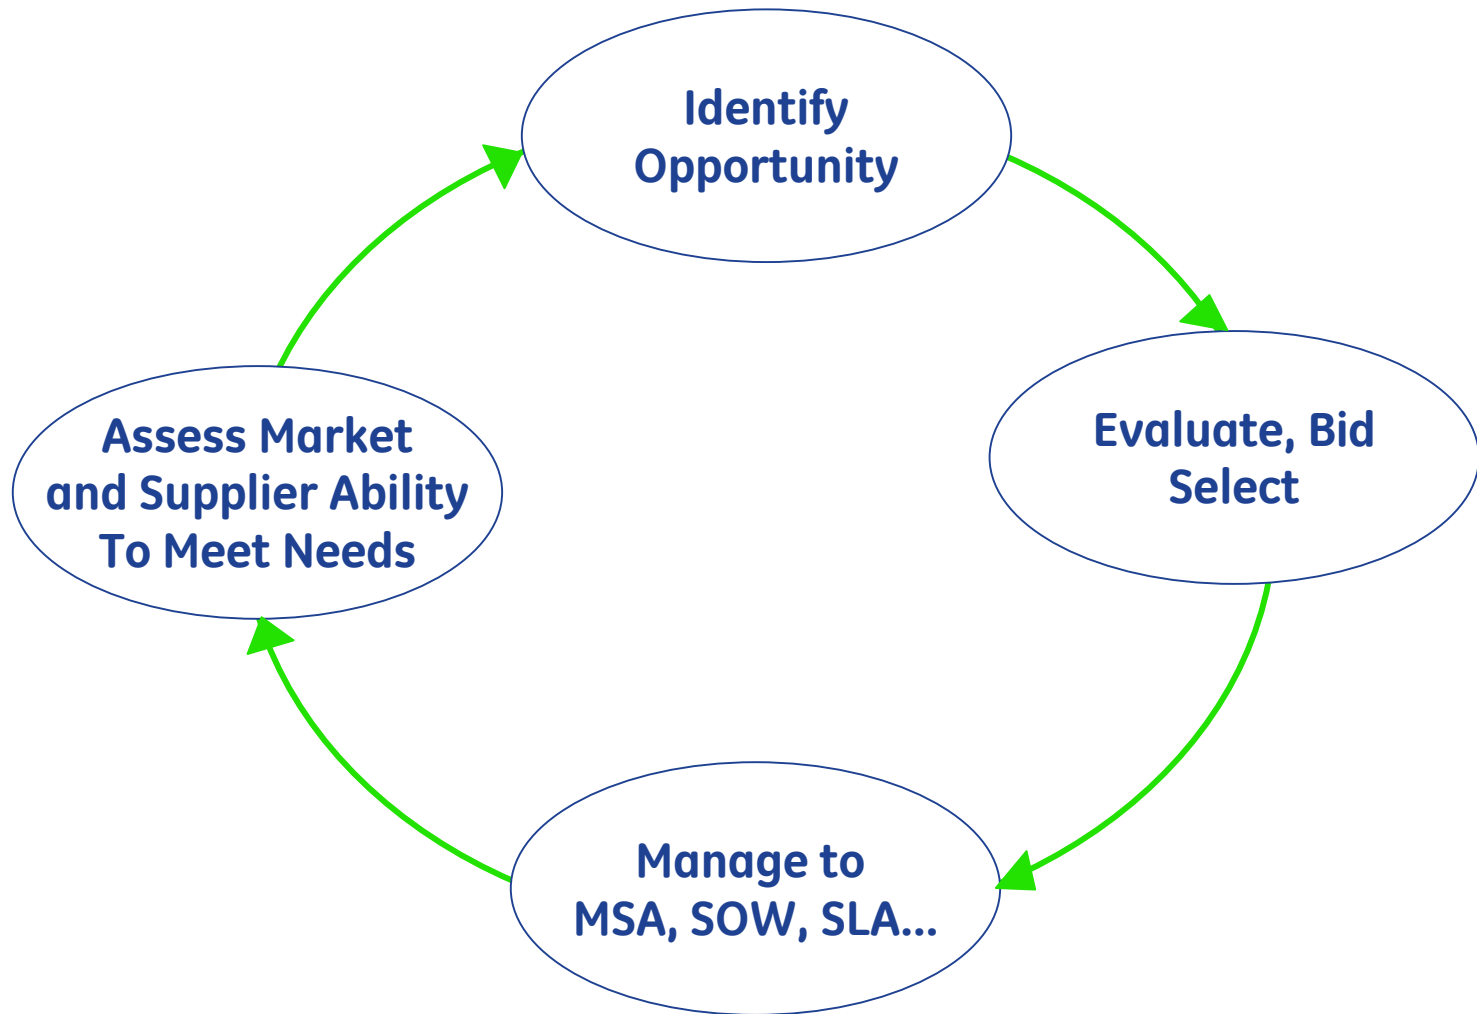 Identify
Opportunity
Evaluate, Bid
Select
Manage to
MSA, SOW, SLA...
Assess Market
and Supplier Ability
To Meet Needs